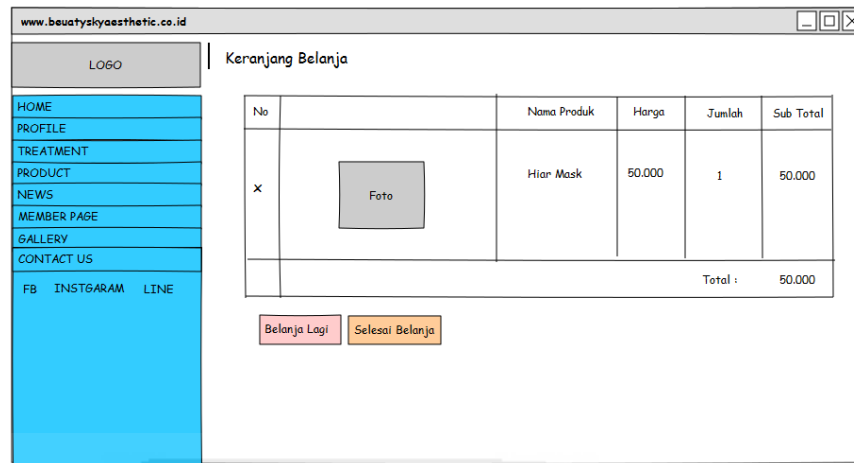 www.beuatyskyaesthetic.co.id
LOGO
Keranjang Belanja
HOME
PROFILE
TREATMENT
PRODUCT
NEWS
MEMBER PAGE
GALLERY
CONTACT US
FB INSTGARAM LINE
No Nama Produk Harga Jumlah Sub Total
x Foto Hiar Mask 50.000 1 50.000
Total : 50.000
Belanja Lagi Selesai Belanja